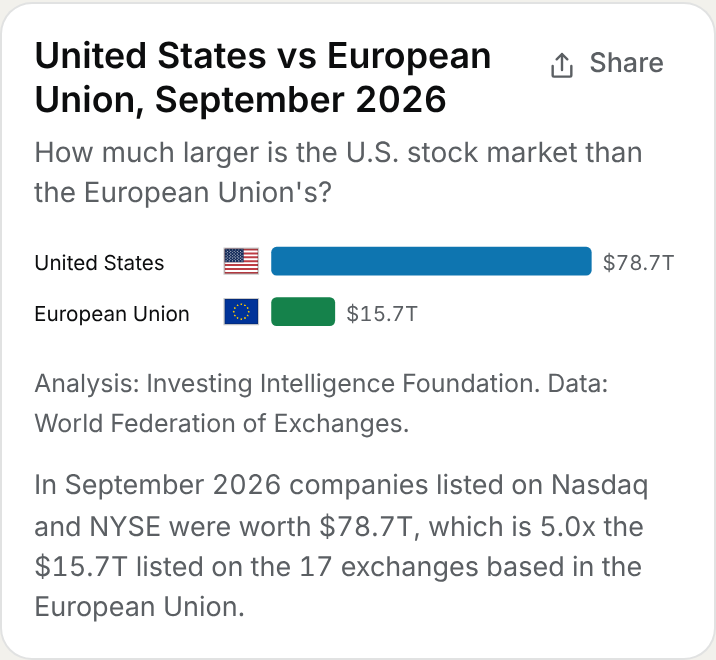 United States vs European
Union, September 2026
Share
How much larger is the U.S. stock market than
the European Union's?
United States $78.7T
European Union $15.7T
Analysis: Investing Intelligence Foundation. Data:
World Federation of Exchanges.
In September 2026 companies listed on Nasdaq
and NYSE were worth $78.7T, which is 5.0x the
$15.7T listed on the 17 exchanges based in the
European Union.